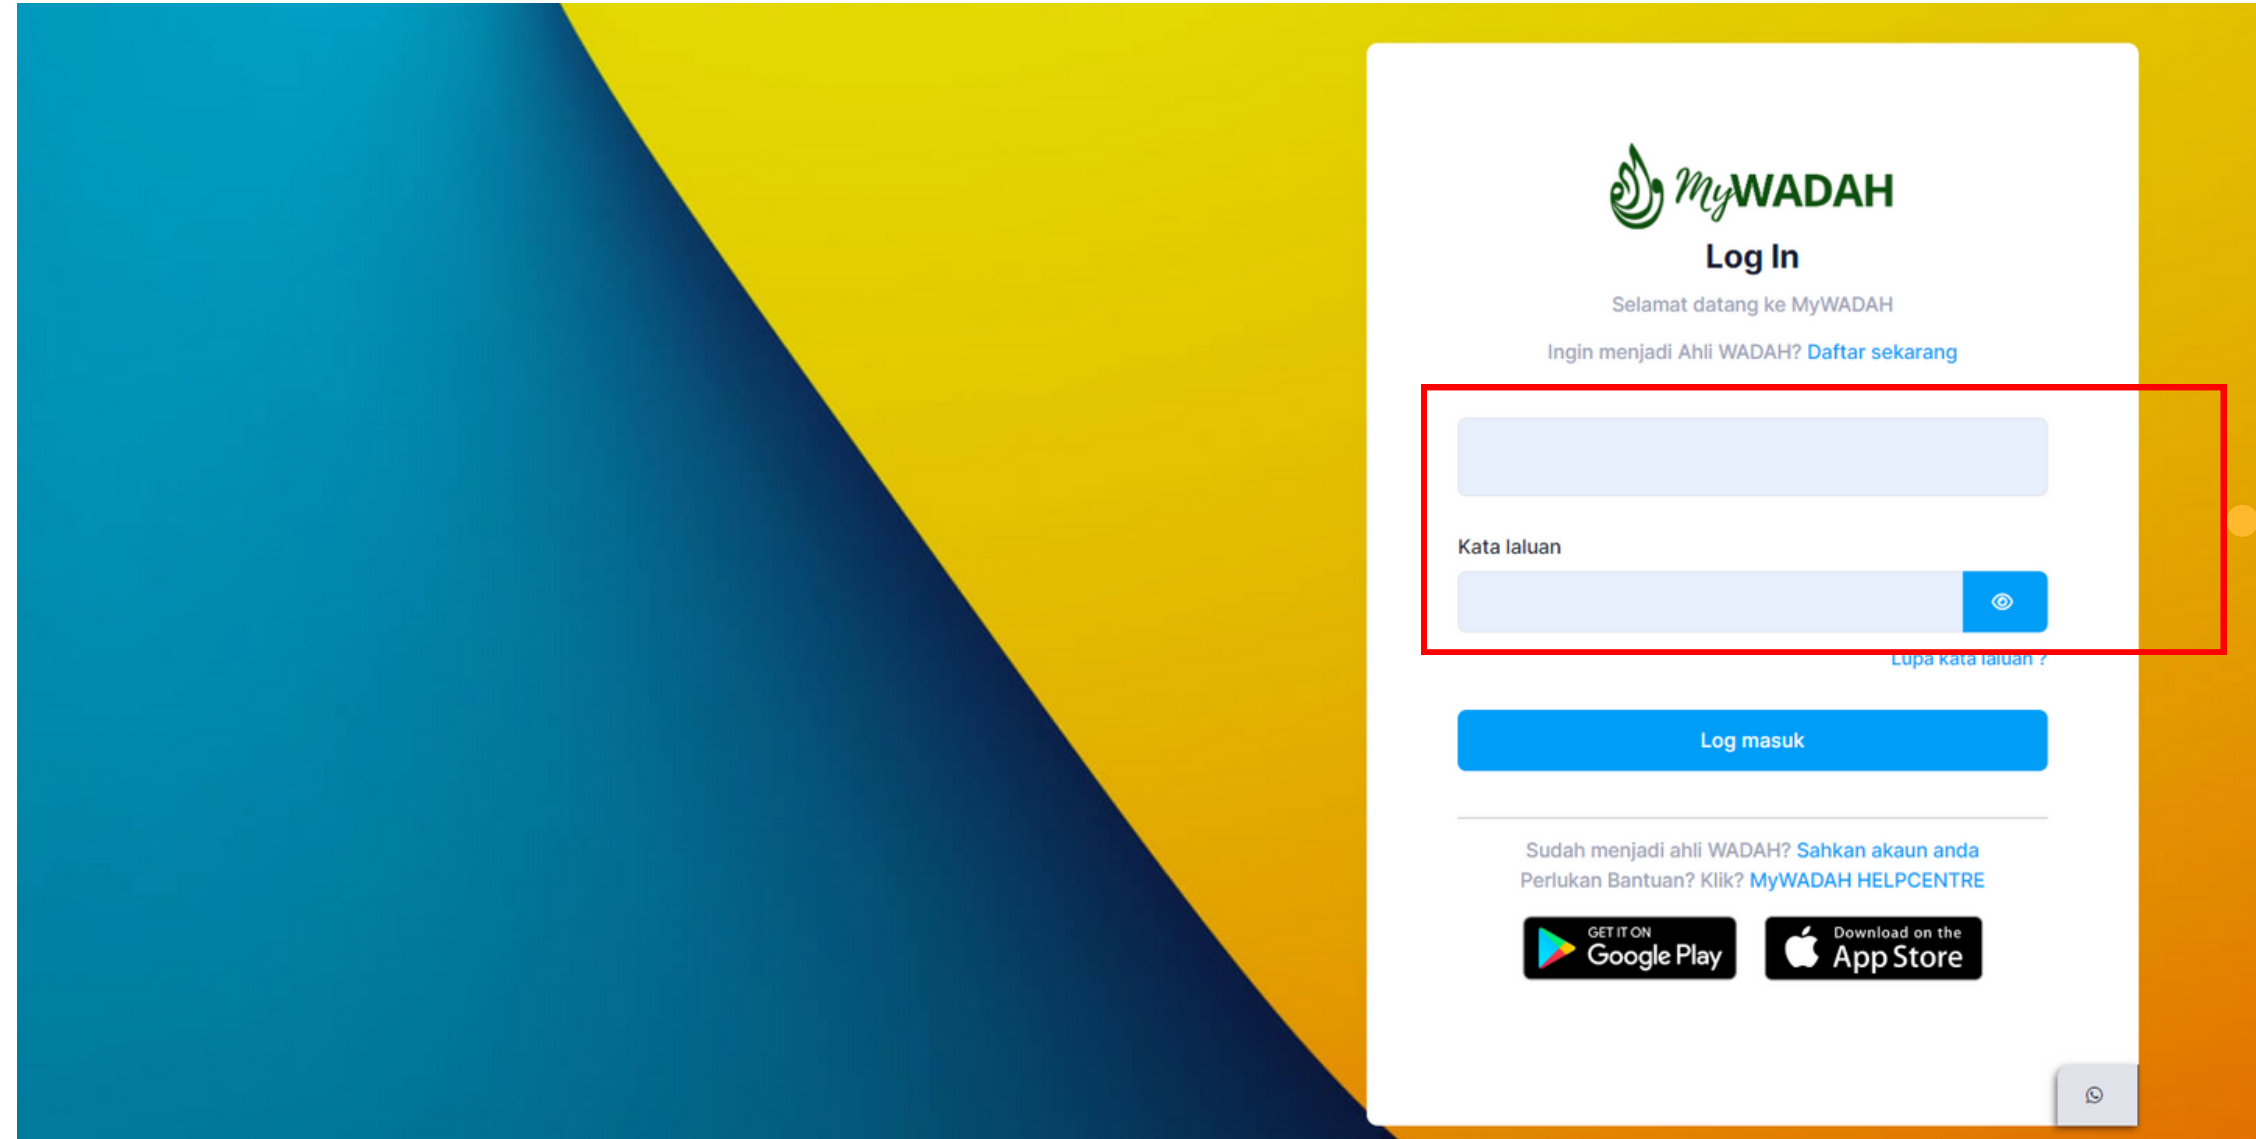 MyWADAH
Log In
Selamat datang ke MyWADAH
Ingin menjadi Ahli WADAH? Daftar sekarang
Kata laluan
Lupa kata laluan ?
Log masuk
Sudah menjadi ahli WADAH? Sahkan akaun anda
Perlukan Bantuan? Klik? MyWADAH HELPCENTRE
GET IT ON
Google Play
Download on the
App Store